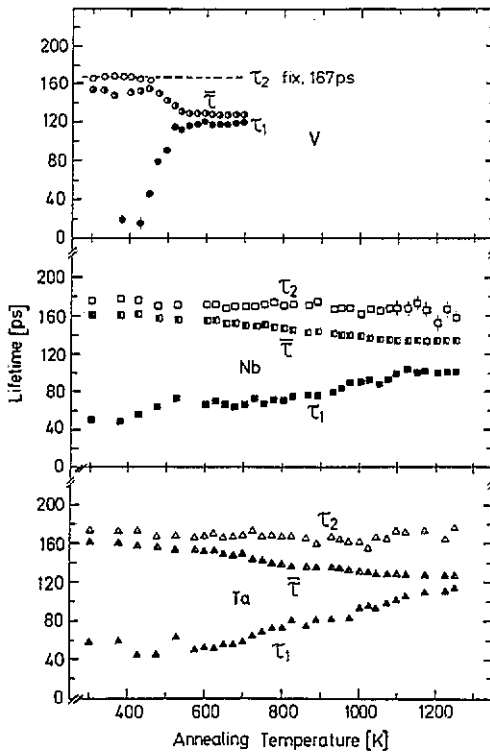 200
160
120
80
40
0
τ₂ fix, 167ps
τ̄
τ₁
V
Lifetime [ps]
200
160
120
80
40
0
τ₂
τ̄
Nb
τ₁
200
160
120
80
40
0
τ₂
τ̄
Ta
τ₁
400 600 800 1000 1200
Annealing Temperature [K]